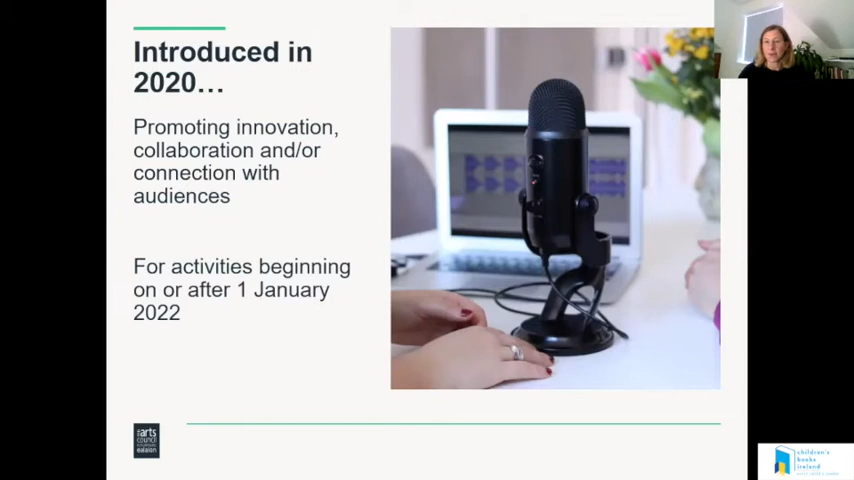 Introduced in
2020…
Promoting innovation,
collaboration and/or
connection with
audiences
For activities beginning
on or after 1 January
2022
arts
council
ealaíon
children's
books
ireland